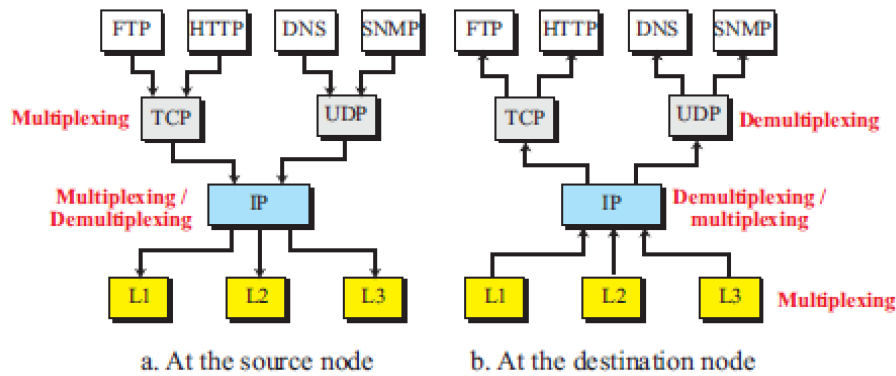 FTP HTTP DNS SNMP FTP HTTP DNS SNMP
Multiplexing TCP UDP TCP UDP Demultiplexing
Multiplexing / IP IP Demultiplexing /
Demultiplexing multiplexing
L1 L2 L3 L1 L2 L3 Multiplexing
a. At the source node b. At the destination node